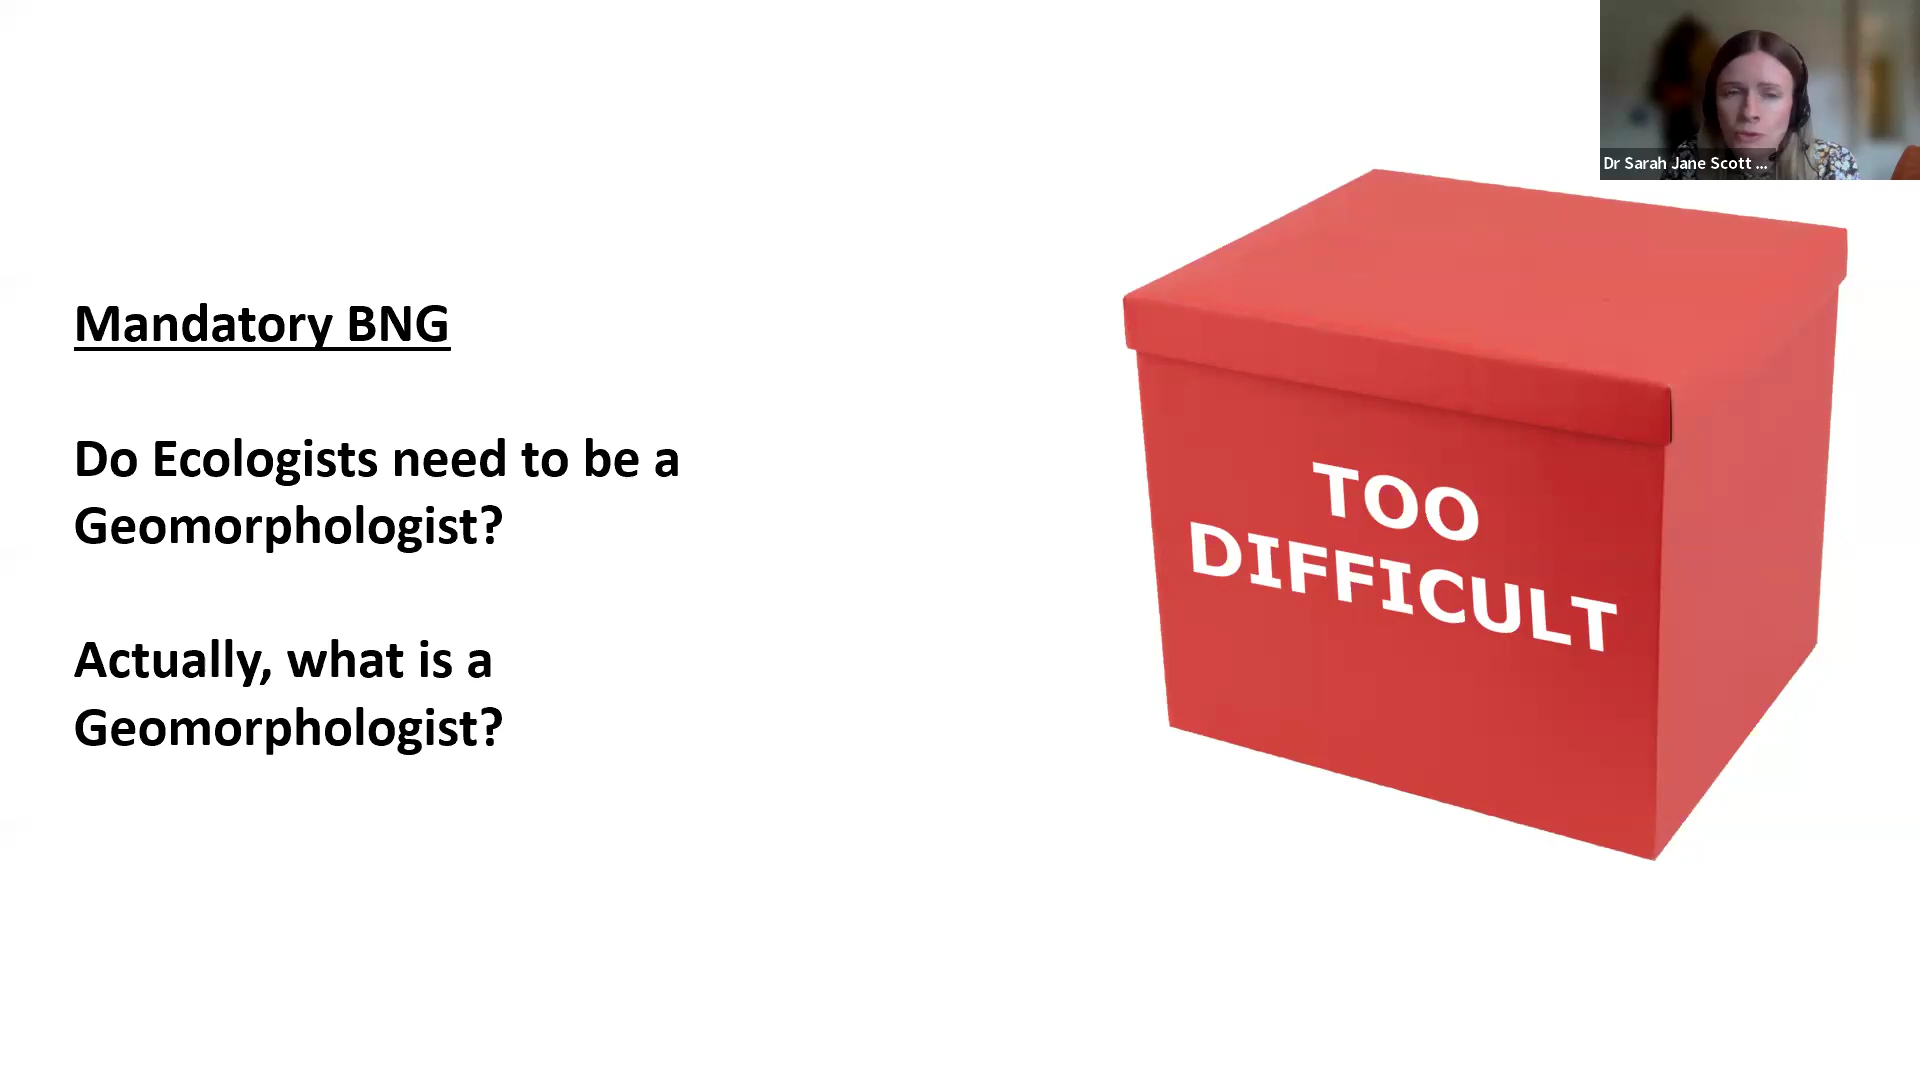 Dr Sarah Jane Scott ...
Mandatory BNG
Do Ecologists need to be a
Geomorphologist?
Actually, what is a
Geomorphologist?
TOO
DIFFICULT